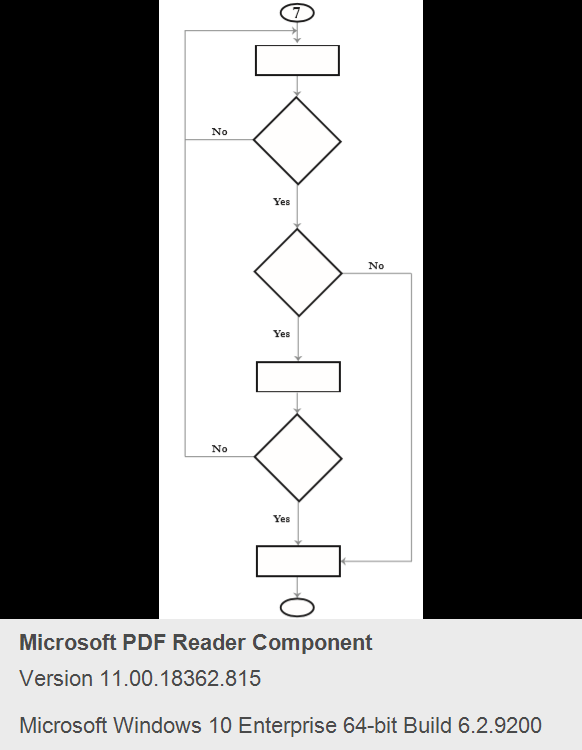 7
No
Yes
No
Yes
No
Yes
Microsoft PDF Reader Component
Version 11.00.18362.815
Microsoft Windows 10 Enterprise 64-bit Build 6.2.9200